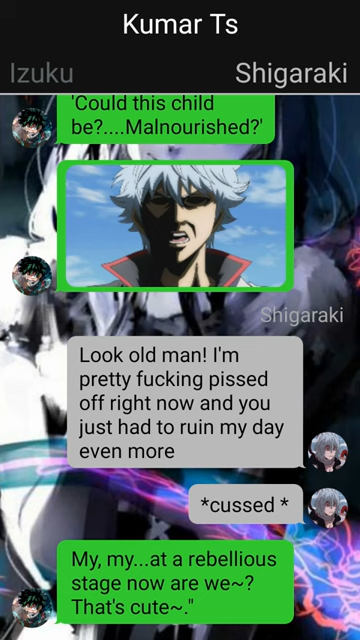 Kumar Ts
Izuku
Shigaraki
'Could this child
be?....Malnourished?'
Shigaraki
Look old man! I'm
pretty fucking pissed
off right now and you
just had to ruin my day
even more
*cussed *
My, my...at a rebellious
stage now are we~?
That's cute~."